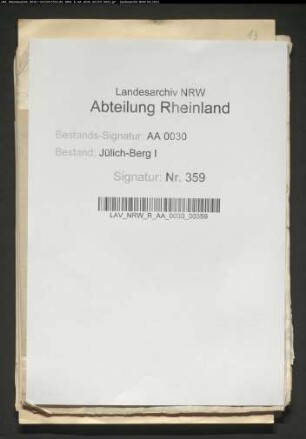 Landesarchiv NRW
Abteilung Rheinland
Bestands-Signatur: AA 0030
Bestand: Jülich-Berg I
Signatur: Nr. 359
LAV_NRW_R_AA_0030_00359